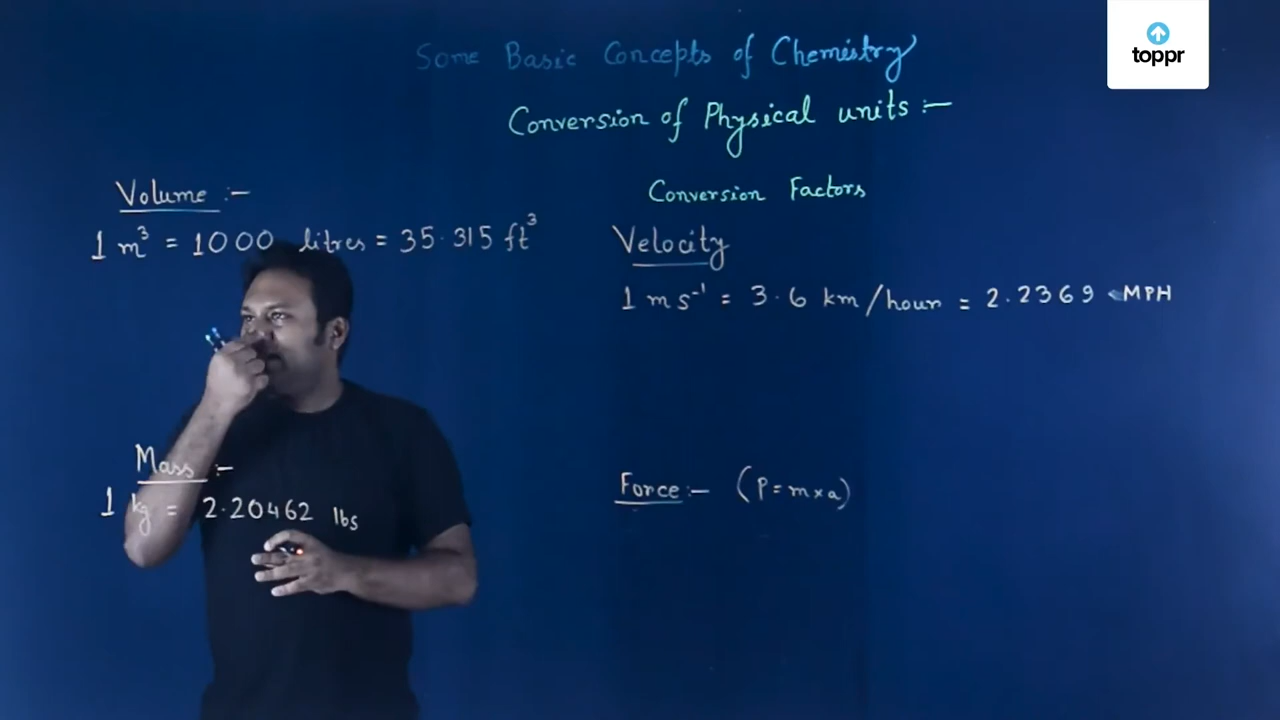 toppr
Some Basic Concepts of Chemistry
Conversion of Physical units :-
Volume :-
1 m³ = 1000 litres = 35.315 ft³
Conversion Factors
Velocity
1 m s⁻¹ = 3.6 km/hour = 2.2369 MPH
Mass :-
1 kg = 2.20462 lbs
Force :- (P = m × a)